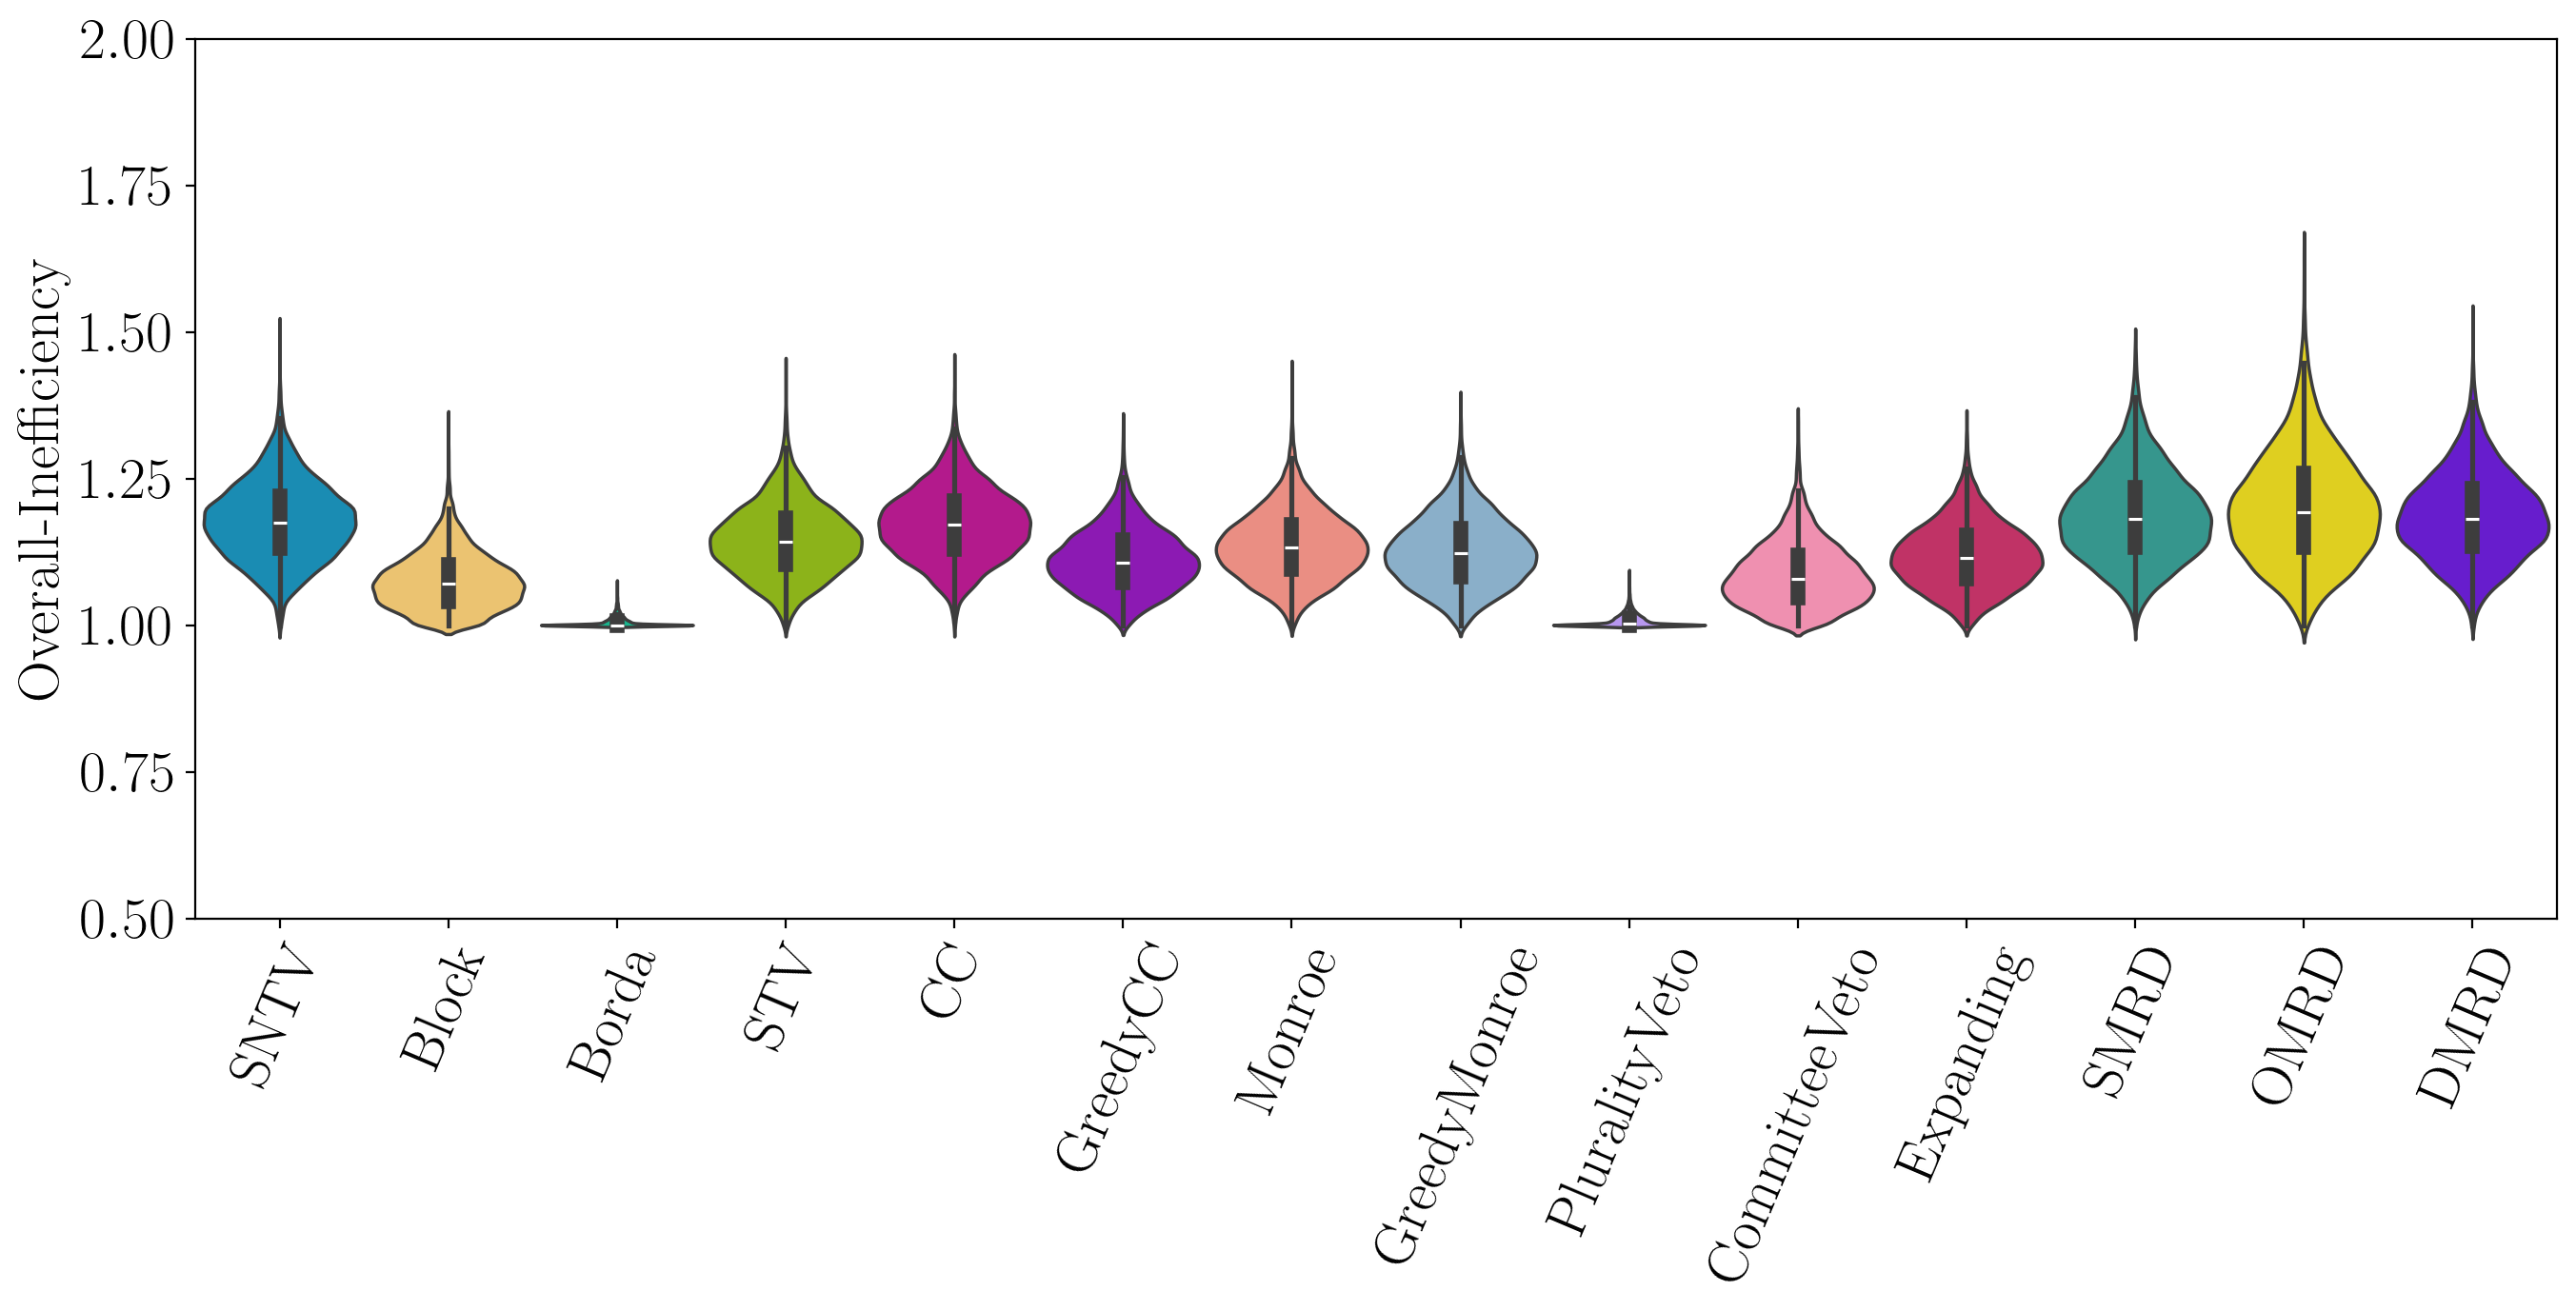 Overall-Inefficiency
2.00
1.75
1.50
1.25
1.00
0.75
0.50
SNTV
Block
Borda
STV
CC
GreedyCC
Monroe
GreedyMonroe
PluralityVeto
CommitteeVeto
Expanding
SMRD
OMRD
DMRD